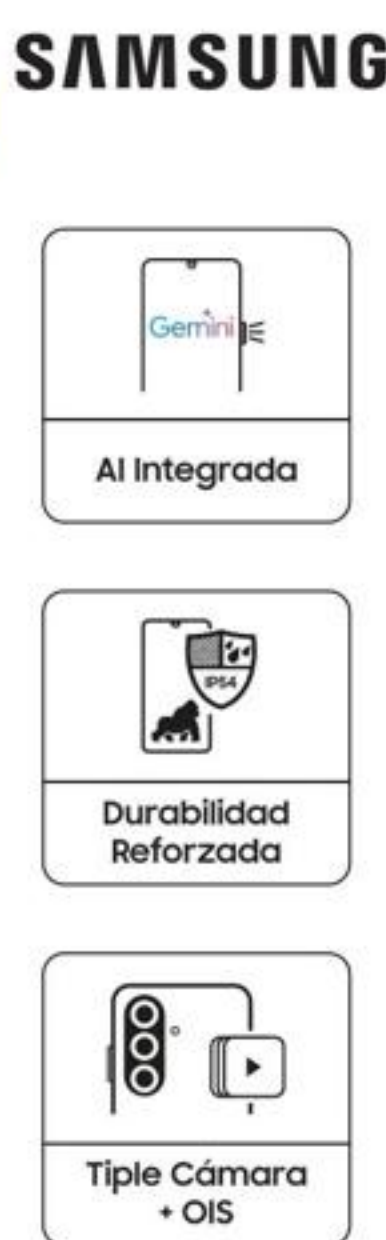 SAMSUNG
Gemini
AI Integrada
IP54
Durabilidad
Reforzada
Tiple Cámara
+ OIS